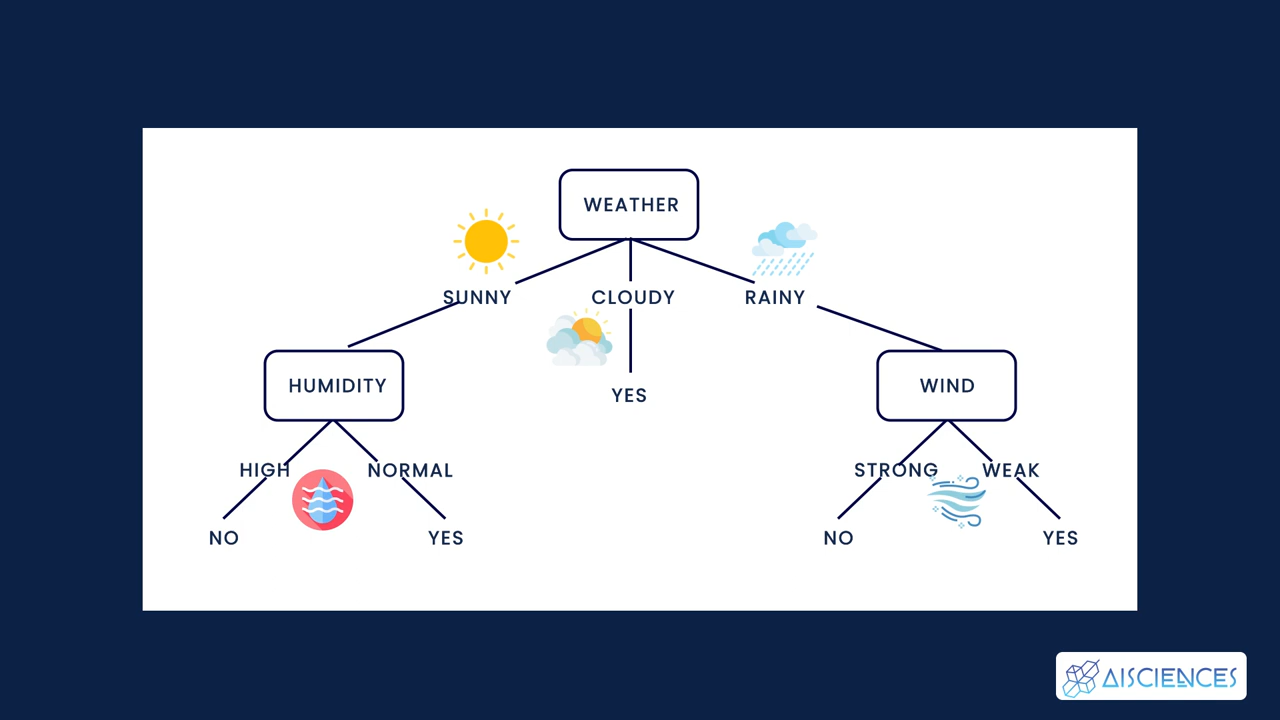 WEATHER
SUNNY
CLOUDY
RAINY
HUMIDITY
YES
WIND
HIGH
NORMAL
STRONG
WEAK
NO
YES
NO
YES
AISCIENCES